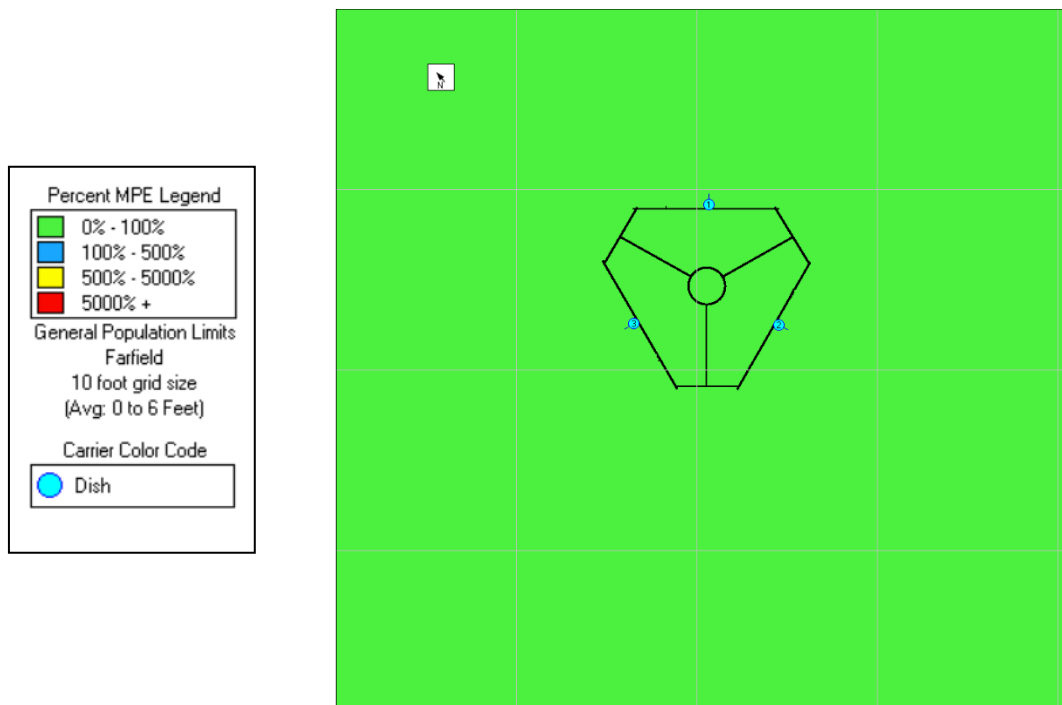 Percent MPE Legend
0% - 100%
100% - 500%
500% - 5000%
5000% +
General Population Limits
Farfield
10 foot grid size
(Avg: 0 to 6 Feet)
Carrier Color Code
Dish
N
1
3
2